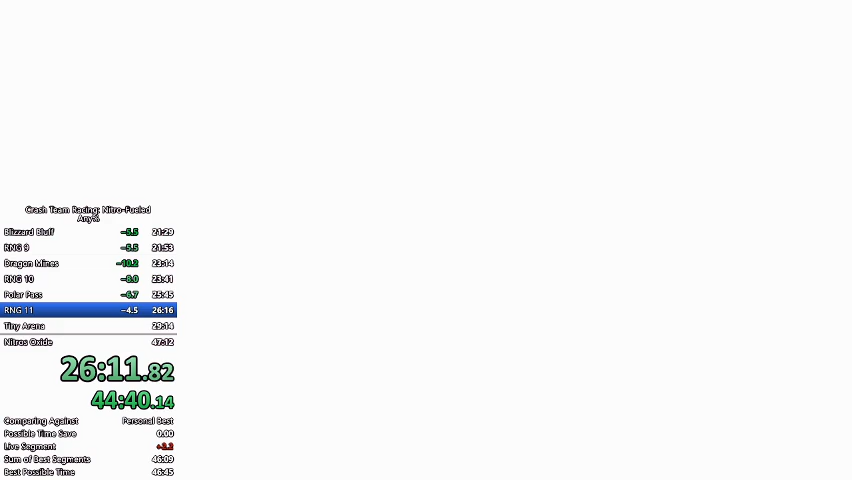 Crash Team Racing: Nitro-Fueled
Any%
Blizzard Bluff −5.5 21:29
RNG 9 −5.5 21:53
Dragon Mines −10.2 23:14
RNG 10 −8.0 23:41
Polar Pass −6.7 25:45
RNG 11 −4.5 26:16
Tiny Arena 29:14
Nitros Oxide 47:12
26:11.82
44:40.14
Comparing Against Personal Best
Possible Time Save 0.00
Live Segment +2.2
Sum of Best Segments 46:09
Best Possible Time 46:45